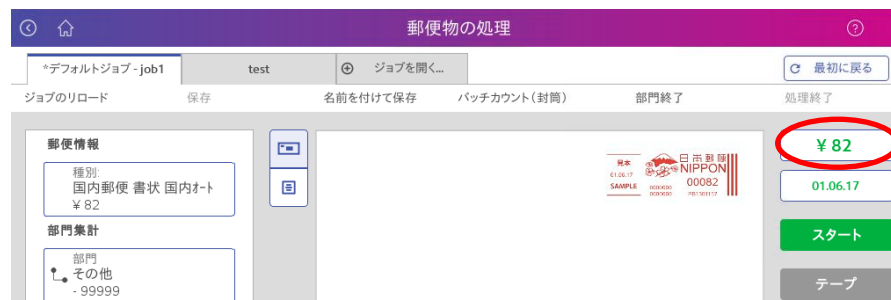 郵便物の処理
*デフォルトジョブ - job1
test
ジョブを開く...
最初に戻る
ジョブのリロード
保存
名前を付けて保存
バッチカウント(封筒)
部門終了
処理終了
郵便情報
種別:
国内郵便 書状 国内ｵｰﾄ
¥ 82
部門集計
部門
その他
- 99999
見本
01.06.17
SAMPLE
日本郵便
NIPPON
00082
0000000
0000000
¥ 82
01.06.17
スタート
テープ